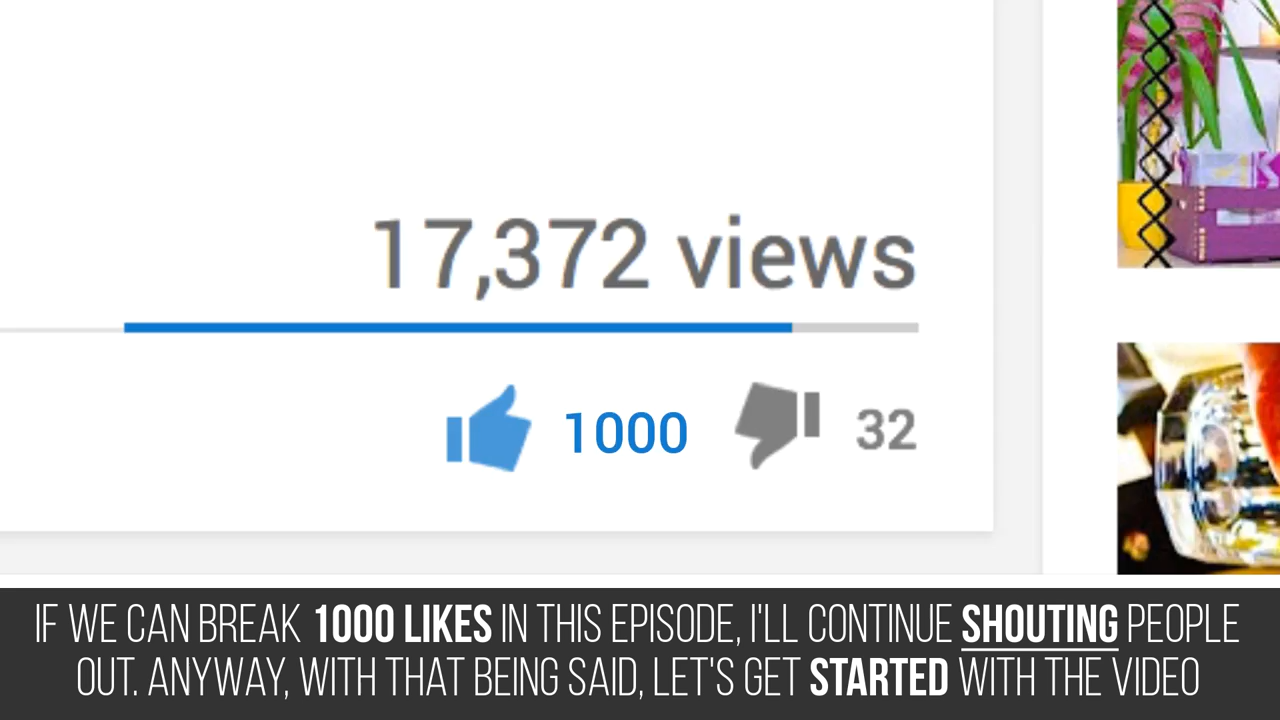 17,372 views
1000 32
IF WE CAN BREAK 1000 LIKES IN THIS EPISODE, I'LL CONTINUE SHOUTING PEOPLE
OUT. ANYWAY, WITH THAT BEING SAID, LET'S GET STARTED WITH THE VIDEO